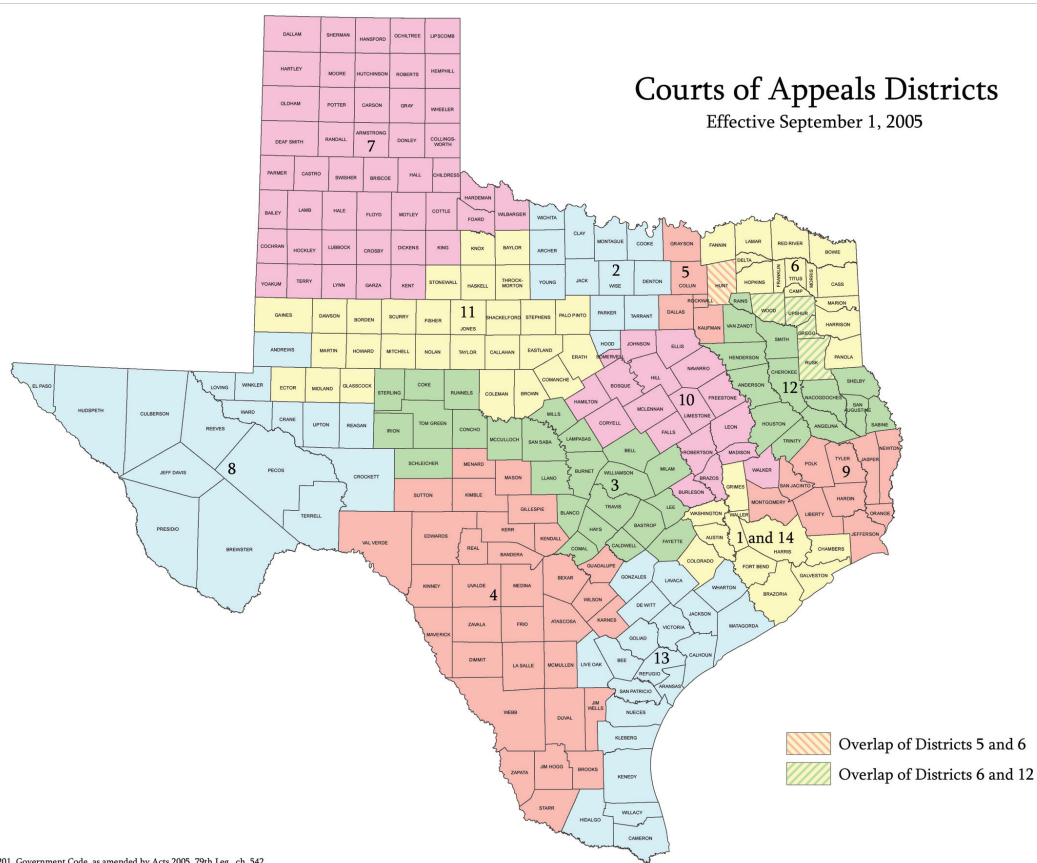 Courts of Appeals Districts
Effective September 1, 2005
DALLAM SHERMAN HANSFORD OCHILTREE LIPSCOMB
HARTLEY MOORE HUTCHINSON ROBERTS HEMPHILL
OLDHAM POTTER CARSON GRAY WHEELER
DEAF SMITH RANDALL ARMSTRONG DONLEY COLLINGS-
WORTH
7
PARMER CASTRO SWISHER BRISCOE HALL CHILDRESS
HARDEMAN
BAILEY LAMB HALE FLOYD MOTLEY COTTLE FOARD WILBARGER WICHITA
CLAY MONTAGUE COOKE GRAYSON FANNIN LAMAR RED RIVER BOWIE
COCHRAN HOCKLEY LUBBOCK CROSBY DICKENS KING KNOX BAYLOR ARCHER
DELTA
2 5 6
YOAKUM TERRY LYNN GARZA KENT STONEWALL HASKELL THROCK-
MORTON YOUNG JACK WISE DENTON COLLIN HUNT HOPKINS FRANKLIN TITUS MORRIS CASS
CAMP
ROCKWALL RAINS WOOD UPSHUR MARION
GAINES DAWSON BORDEN SCURRY FISHER JONES SHACKELFORD STEPHENS PALO PINTO PARKER TARRANT DALLAS KAUFMAN VAN ZANDT GREGG HARRISON
11
SMITH
ANDREWS MARTIN HOWARD MITCHELL NOLAN TAYLOR CALLAHAN EASTLAND ERATH HOOD SOMERVELL JOHNSON ELLIS HENDERSON RUSK PANOLA
NAVARRO CHEROKEE
EL PASO LOVING WINKLER ECTOR MIDLAND GLASSCOCK STERLING COKE RUNNELS COLEMAN BROWN COMANCHE BOSQUE HILL ANDERSON SHELBY
12
HUDSPETH CULBERSON REEVES WARD CRANE UPTON REAGAN IRION TOM GREEN CONCHO MILLS HAMILTON MCLENNAN LIMESTONE FREESTONE NACOGDOCHES SAN
AUGUSTINE
10
MCCULLOCH SAN SABA LAMPASAS CORYELL FALLS LEON HOUSTON ANGELINA SABINE
TRINITY
JEFF DAVIS PECOS CROCKETT SCHLEICHER MENARD MASON LLANO BURNET BELL WILLIAMSON MILAM ROBERTSON MADISON WALKER POLK TYLER JASPER NEWTON
8 3 9
BRAZOS GRIMES SAN JACINTO
PRESIDIO BREWSTER TERRELL SUTTON KIMBLE GILLESPIE BLANCO TRAVIS LEE BURLESON MONTGOMERY HARDIN
WASHINGTON WALLER LIBERTY ORANGE
VAL VERDE EDWARDS REAL KERR KENDALL HAYS BASTROP AUSTIN HARRIS JEFFERSON
1 and 14
BANDERA COMAL CALDWELL FAYETTE COLORADO FORT BEND CHAMBERS
GUADALUPE GALVESTON
KINNEY UVALDE MEDINA BEXAR GONZALES LAVACA WHARTON BRAZORIA
4
WILSON DE WITT JACKSON
MAVERICK ZAVALA FRIO ATASCOSA KARNES VICTORIA MATAGORDA
GOLIAD
DIMMIT LA SALLE MCMULLEN LIVE OAK BEE CALHOUN
13
REFUGIO
ARANSAS
SAN PATRICIO
WEBB DUVAL JIM
WELLS NUECES
KLEBERG
ZAPATA JIM HOGG BROOKS KENEDY
STARR HIDALGO WILLACY
CAMERON
Overlap of Districts 5 and 6
Overlap of Districts 6 and 12
201, Government Code, as amended by Acts 2005, 79th Leg., ch. 542